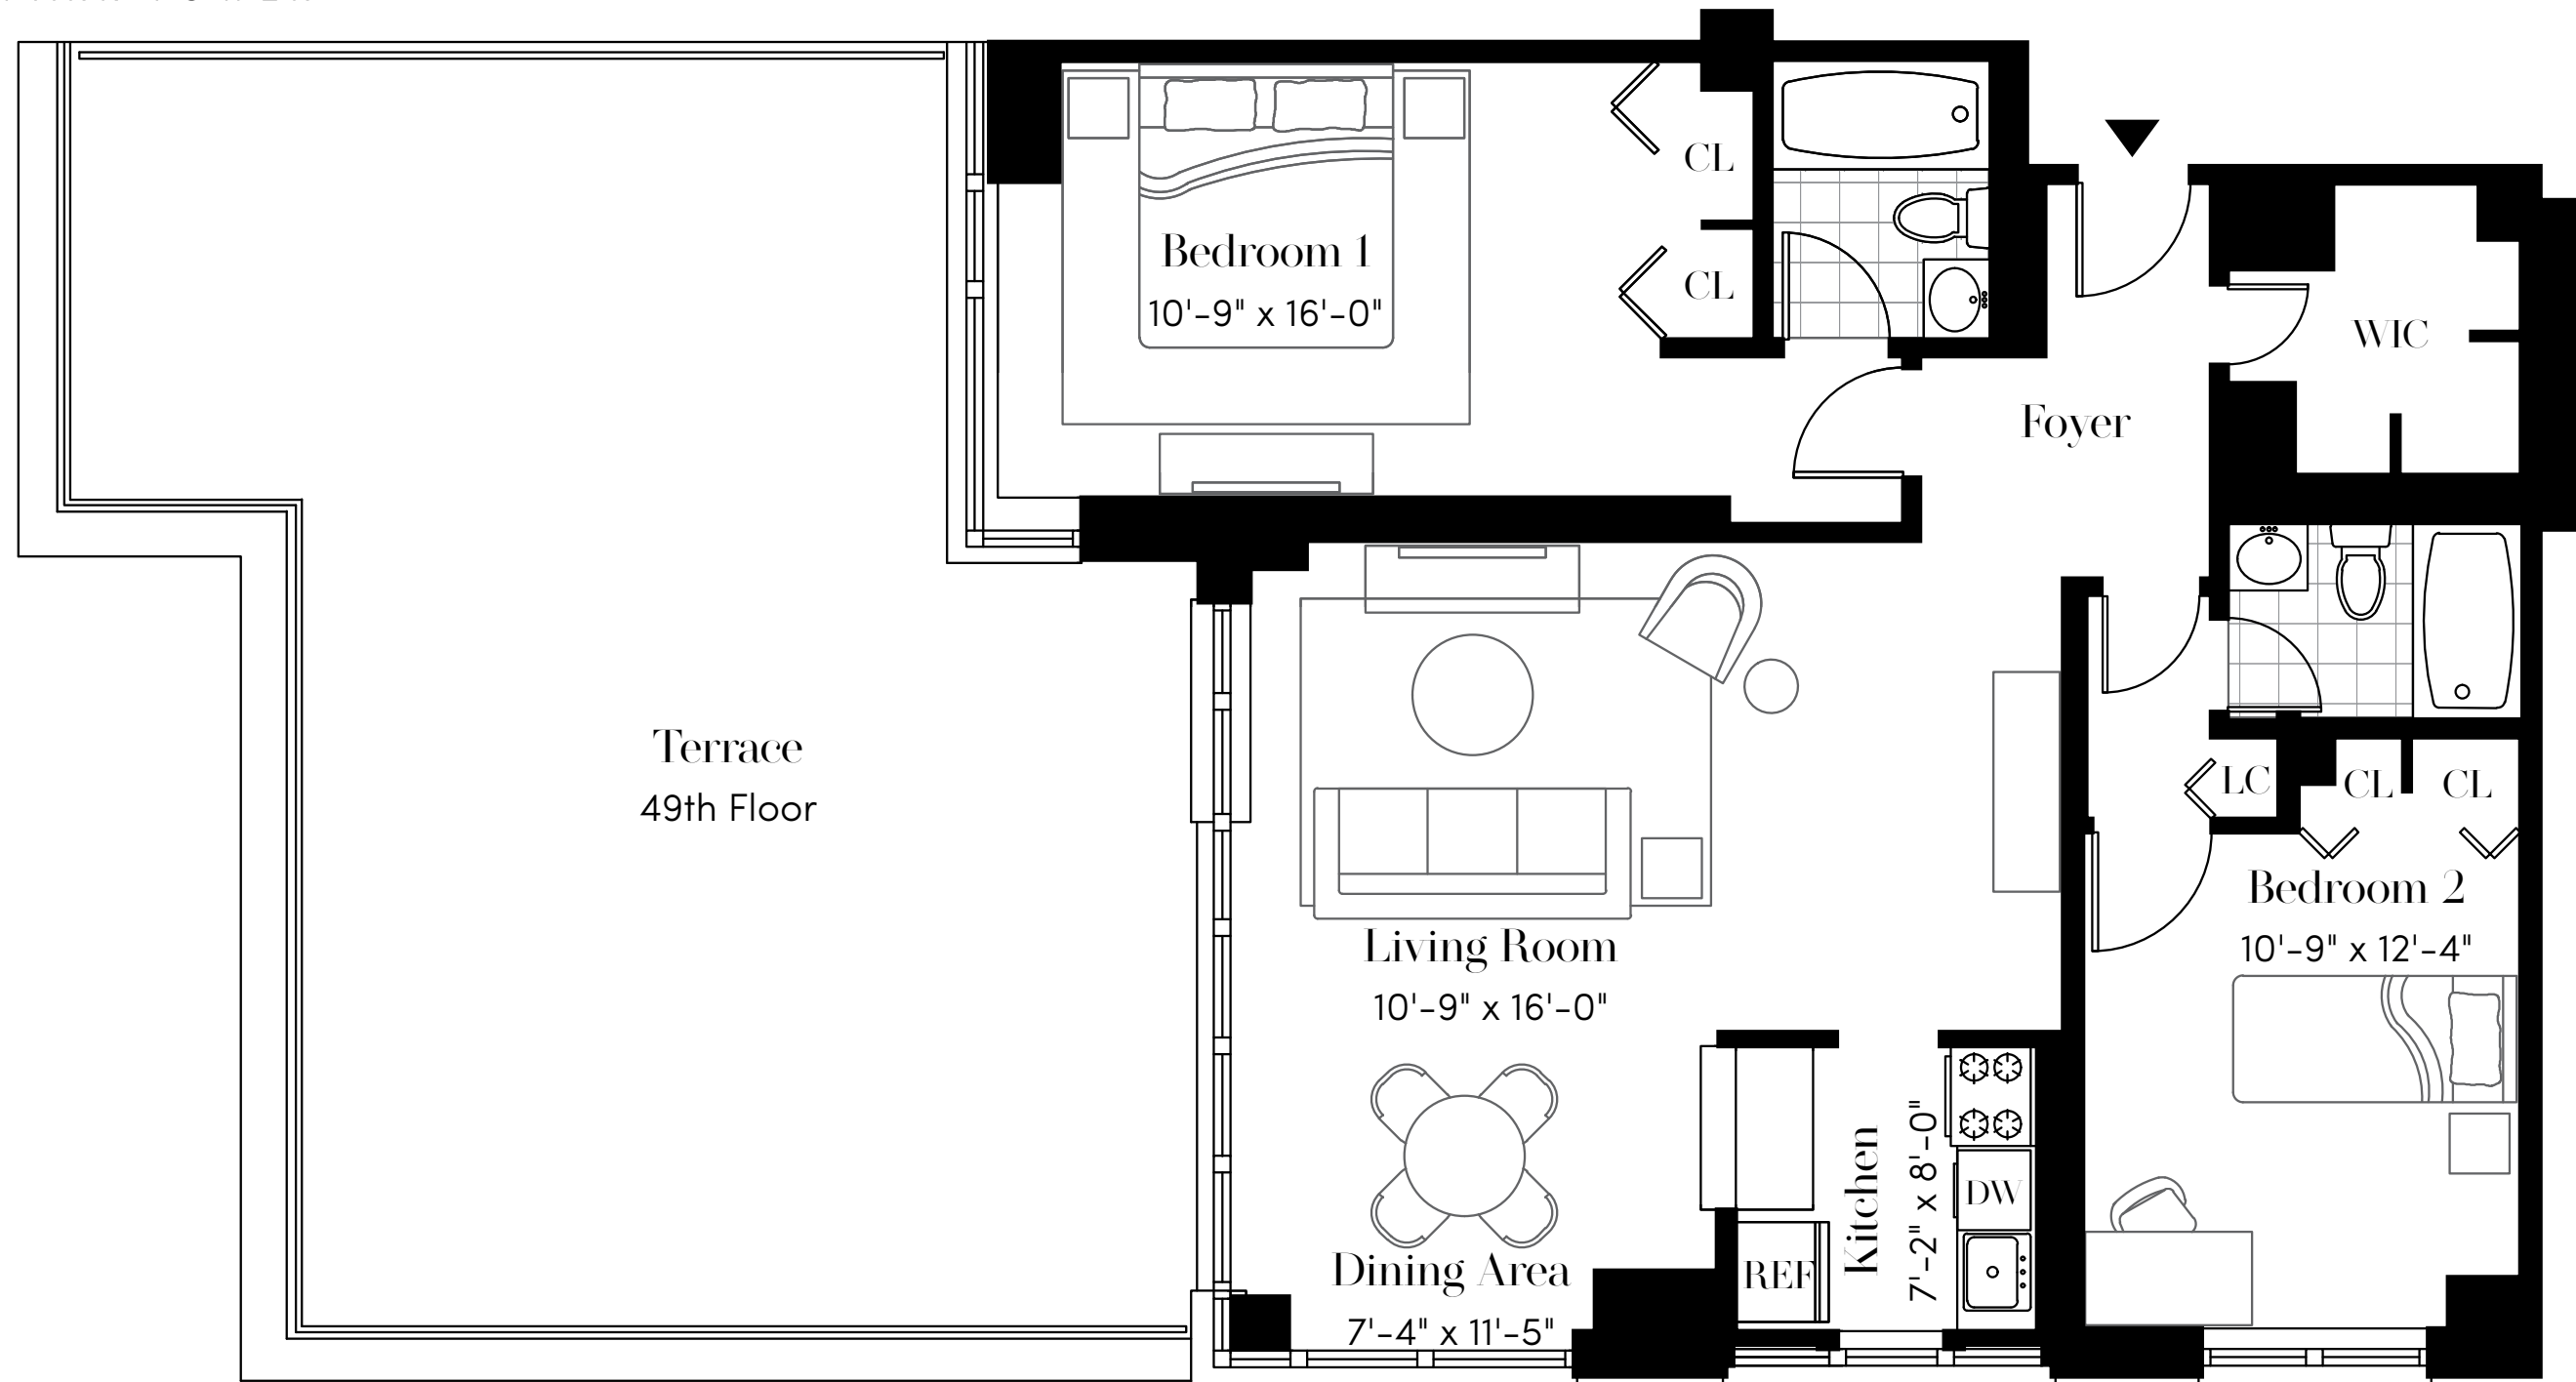 Bedroom 1
10'-9" x 16'-0"
CL
CL
WIC
Foyer
Terrace
49th Floor
LC
CL
CL
Bedroom 2
10'-9" x 12'-4"
Living Room
10'-9" x 16'-0"
Kitchen
7'-2" x 8'-0"
DW
REF
Dining Area
7'-4" x 11'-5"